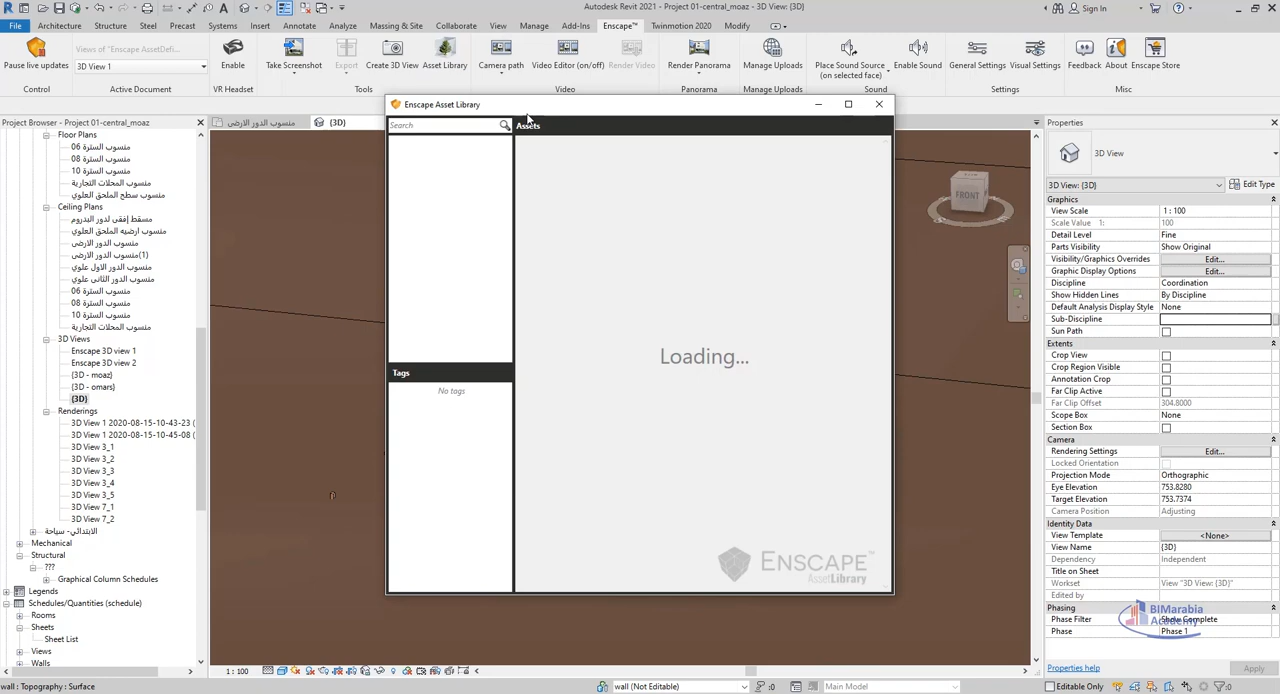 Autodesk Revit 2021 - Project 01-central_moaz - 3D View: {3D}
Sign In
File Architecture Structure Steel Precast Systems Insert Annotate Analyze Massing & Site Collaborate View Manage Add-Ins Enscape™ Twinmotion 2020 Modify
Pause live updates
Views of "Enscape AssetDefi...
3D View 1
Enable
Take Screenshot
Export
Create 3D View
Asset Library
Camera path
Video Editor (on/off)
Render Video
Render Panorama
Manage Uploads
Place Sound Source
(on selected face)
Enable Sound
General Settings
Visual Settings
Feedback
About
Enscape Store
Control Active Document VR Headset Tools Video Panorama Manage Uploads Sound Settings Misc
Project Browser - Project 01-central_moaz
منسوب الدور الارضى
{3D}
Floor Plans
منسوب السترة 06
منسوب السترة 08
منسوب السترة 10
منسوب المحلات التجارية
منسوب سطح الملحق العلوي
Ceiling Plans
مسقط إفقي لدور البدروم
منسوب ارضيه الملحق العلوي
منسوب الدور الارضى
منسوب الدور الارضى(1)
منسوب الدور الاول علوي
منسوب الدور الثانى علوي
منسوب السترة 06
منسوب السترة 08
منسوب السترة 10
منسوب المحلات التجارية
3D Views
Enscape 3D view 1
Enscape 3D view 2
{3D - moaz}
{3D - omars}
{3D}
Renderings
3D View 1 2020-08-15-10-43-23 (
3D View 1 2020-08-15-10-45-08 (
3D View 3_1
3D View 3_2
3D View 3_3
3D View 3_4
3D View 3_5
3D View 7_1
3D View 7_2
الابتدائي- سياحة
Mechanical
Structural
???
Graphical Column Schedules
Legends
Schedules/Quantities (schedule)
Rooms
Sheets
Sheet List
Views
Walls
Enscape Asset Library
Search
Assets
Loading...
Tags
No tags
ENSCAPE™
AssetLibrary
FRONT
Properties
3D View
3D View: {3D}
Edit Type
Graphics
View Scale 1 : 100
Scale Value 1: 100
Detail Level Fine
Parts Visibility Show Original
Visibility/Graphics Overrides Edit...
Graphic Display Options Edit...
Discipline Coordination
Show Hidden Lines By Discipline
Default Analysis Display Style None
Sub-Discipline
Sun Path
Extents
Crop View
Crop Region Visible
Annotation Crop
Far Clip Active
Far Clip Offset 304.8000
Scope Box None
Section Box
Camera
Rendering Settings Edit...
Locked Orientation
Projection Mode Orthographic
Eye Elevation 753.8280
Target Elevation 753.7374
Camera Position Adjusting
Identity Data
View Template <None>
View Name {3D}
Dependency Independent
Title on Sheet
Workset View "3D View: {3D}"
Edited by
Phasing
Phase Filter Show Complete
Phase Phase 1
BIMarabia
Academy
Properties help
Apply
1 : 100
wall : Topography : Surface
wall (Not Editable)
:0
Main Model
Editable Only
:0